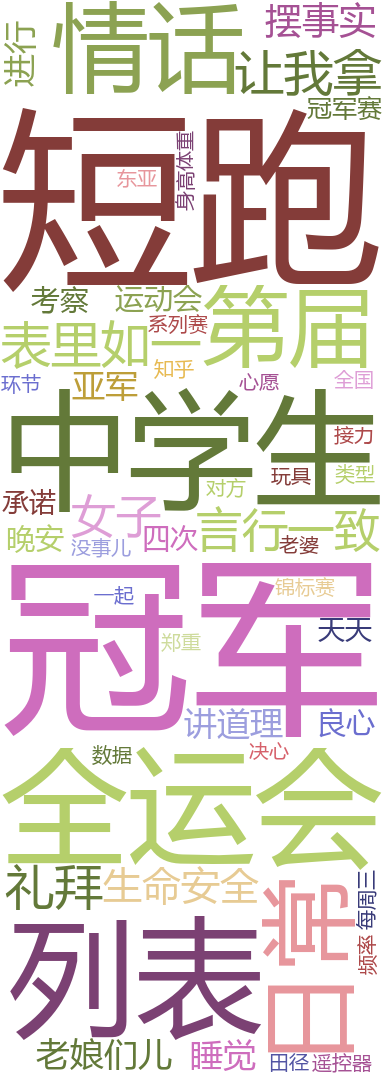 进行
情话
摆事实
让我拿
冠军赛
短跑
东亚
身高体重
考察
运动会
第届
系列赛
表里如一
知乎
环节
亚军
心愿
全国
中学生
接力
玩具
类型
对方
承诺
女子
四次
言行一致
晚安
没事儿
老婆
冠军
一起
锦标赛
天天
郑重
讲道理
良心
数据
决心
全运会
礼拜
生命安全
日常
每周三
频率
列表
老娘们儿
睡觉
田径
遥控器